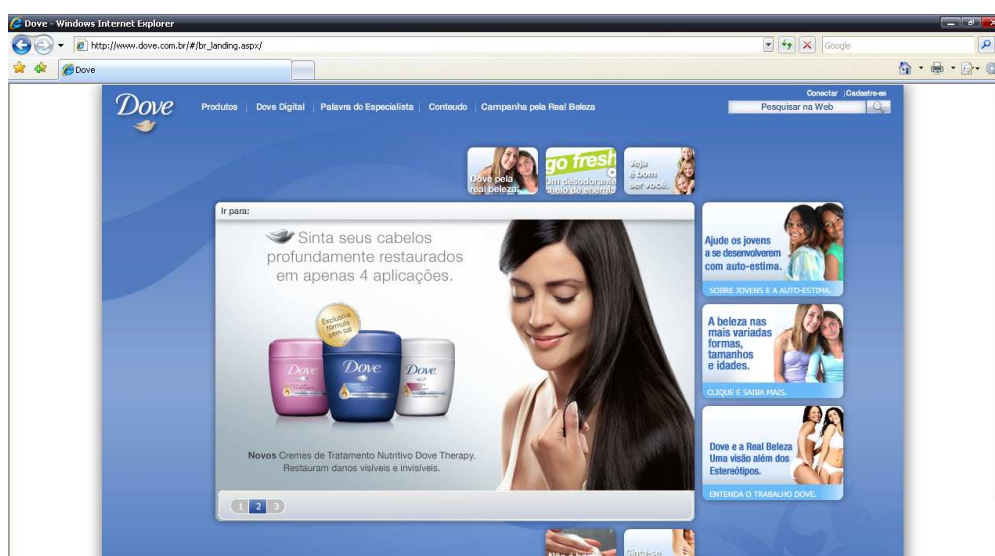 Dove - Windows Internet Explorer
http://www.dove.com.br/#/br_landing.aspx/
Google
Dove
Conectar | Cadastre-se
Dove
Produtos | Dove Digital | Palavra do Especialista | Conteudo | Campanha pela Real Beleza
Pesquisar na Web
Dove pela
real beleza.
go fresh
Um desodorante
cheio de energia
Veja
é bom
ser você.
Ir para:
Sinta seus cabelos
profundamente restaurados
em apenas 4 aplicações.
Exclusiva
fórmula
sem sal
Dove
Dove
Dove
Novos Cremes de Tratamento Nutritivo Dove Therapy.
Restauram danos visíveis e invisíveis.
1 2 3
Ajude os jovens
a se desenvolverem
com auto-estima.
SOBRE JOVENS E A AUTO-ESTIMA.
A beleza nas
mais variadas
formas,
tamanhos
e idades.
CLIQUE E SAIBA MAIS.
Dove e a Real Beleza
Uma visão além dos
Estereótipos.
ENTENDA O TRABALHO DOVE.
Sinta-se